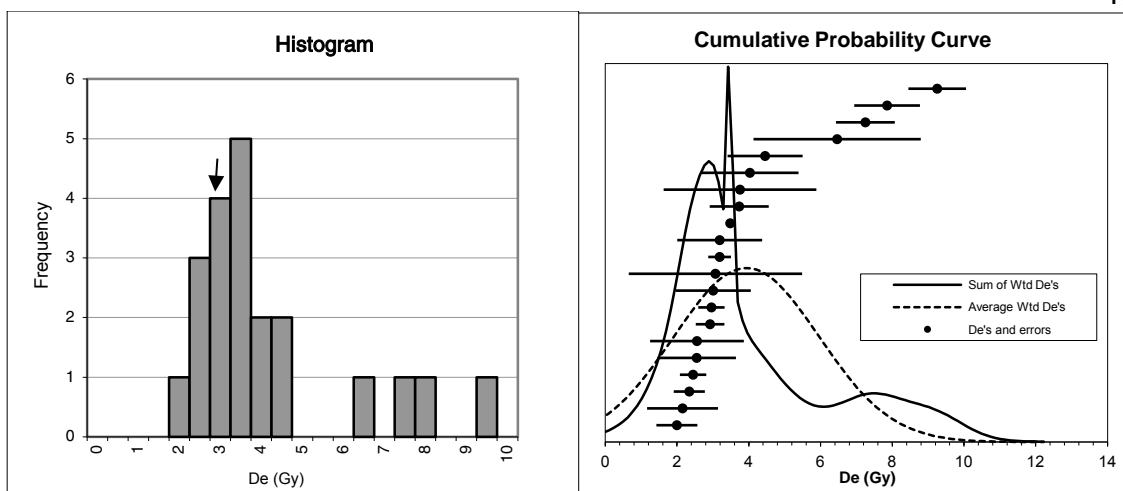 Histogram
6
5
4
3
2
1
0
Frequency
0
1
2
3
4
5
6
7
8
9
10
De (Gy)
Cumulative Probability Curve
Sum of Wtd De's
Average Wtd De's
De's and errors
0 2 4 6 8 10 12 14
De (Gy)